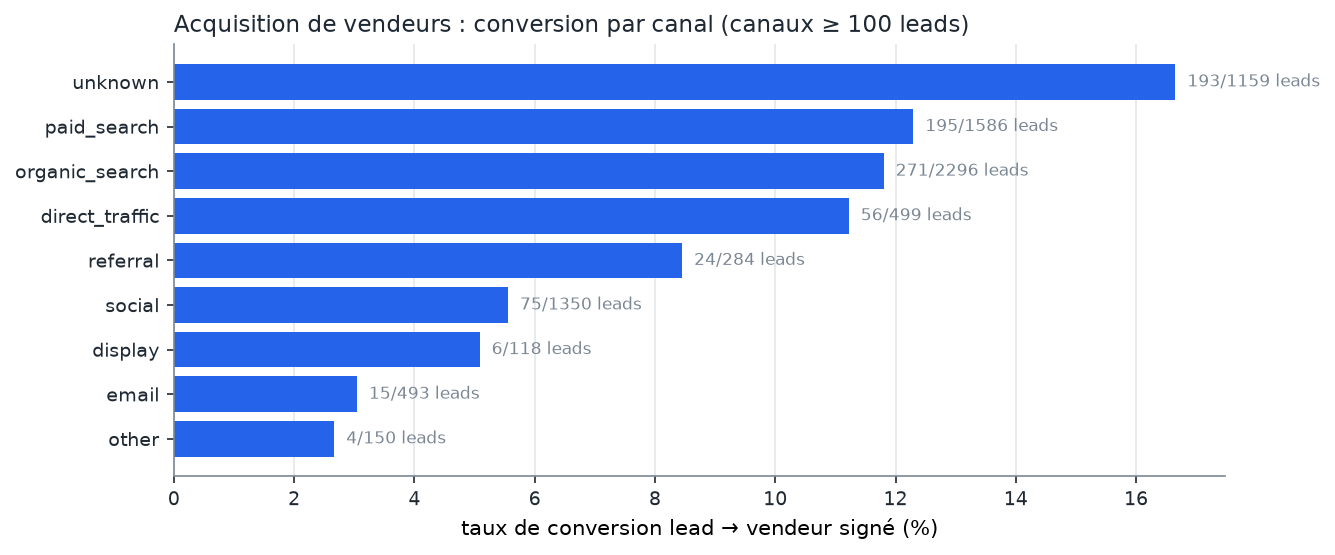 Acquisition de vendeurs : conversion par canal (canaux ≥ 100 leads)
unknown 193/1159 leads
paid_search 195/1586 leads
organic_search 271/2296 leads
direct_traffic 56/499 leads
referral 24/284 leads
social 75/1350 leads
display 6/118 leads
email 15/493 leads
other 4/150 leads
0 2 4 6 8 10 12 14 16
taux de conversion lead → vendeur signé (%)